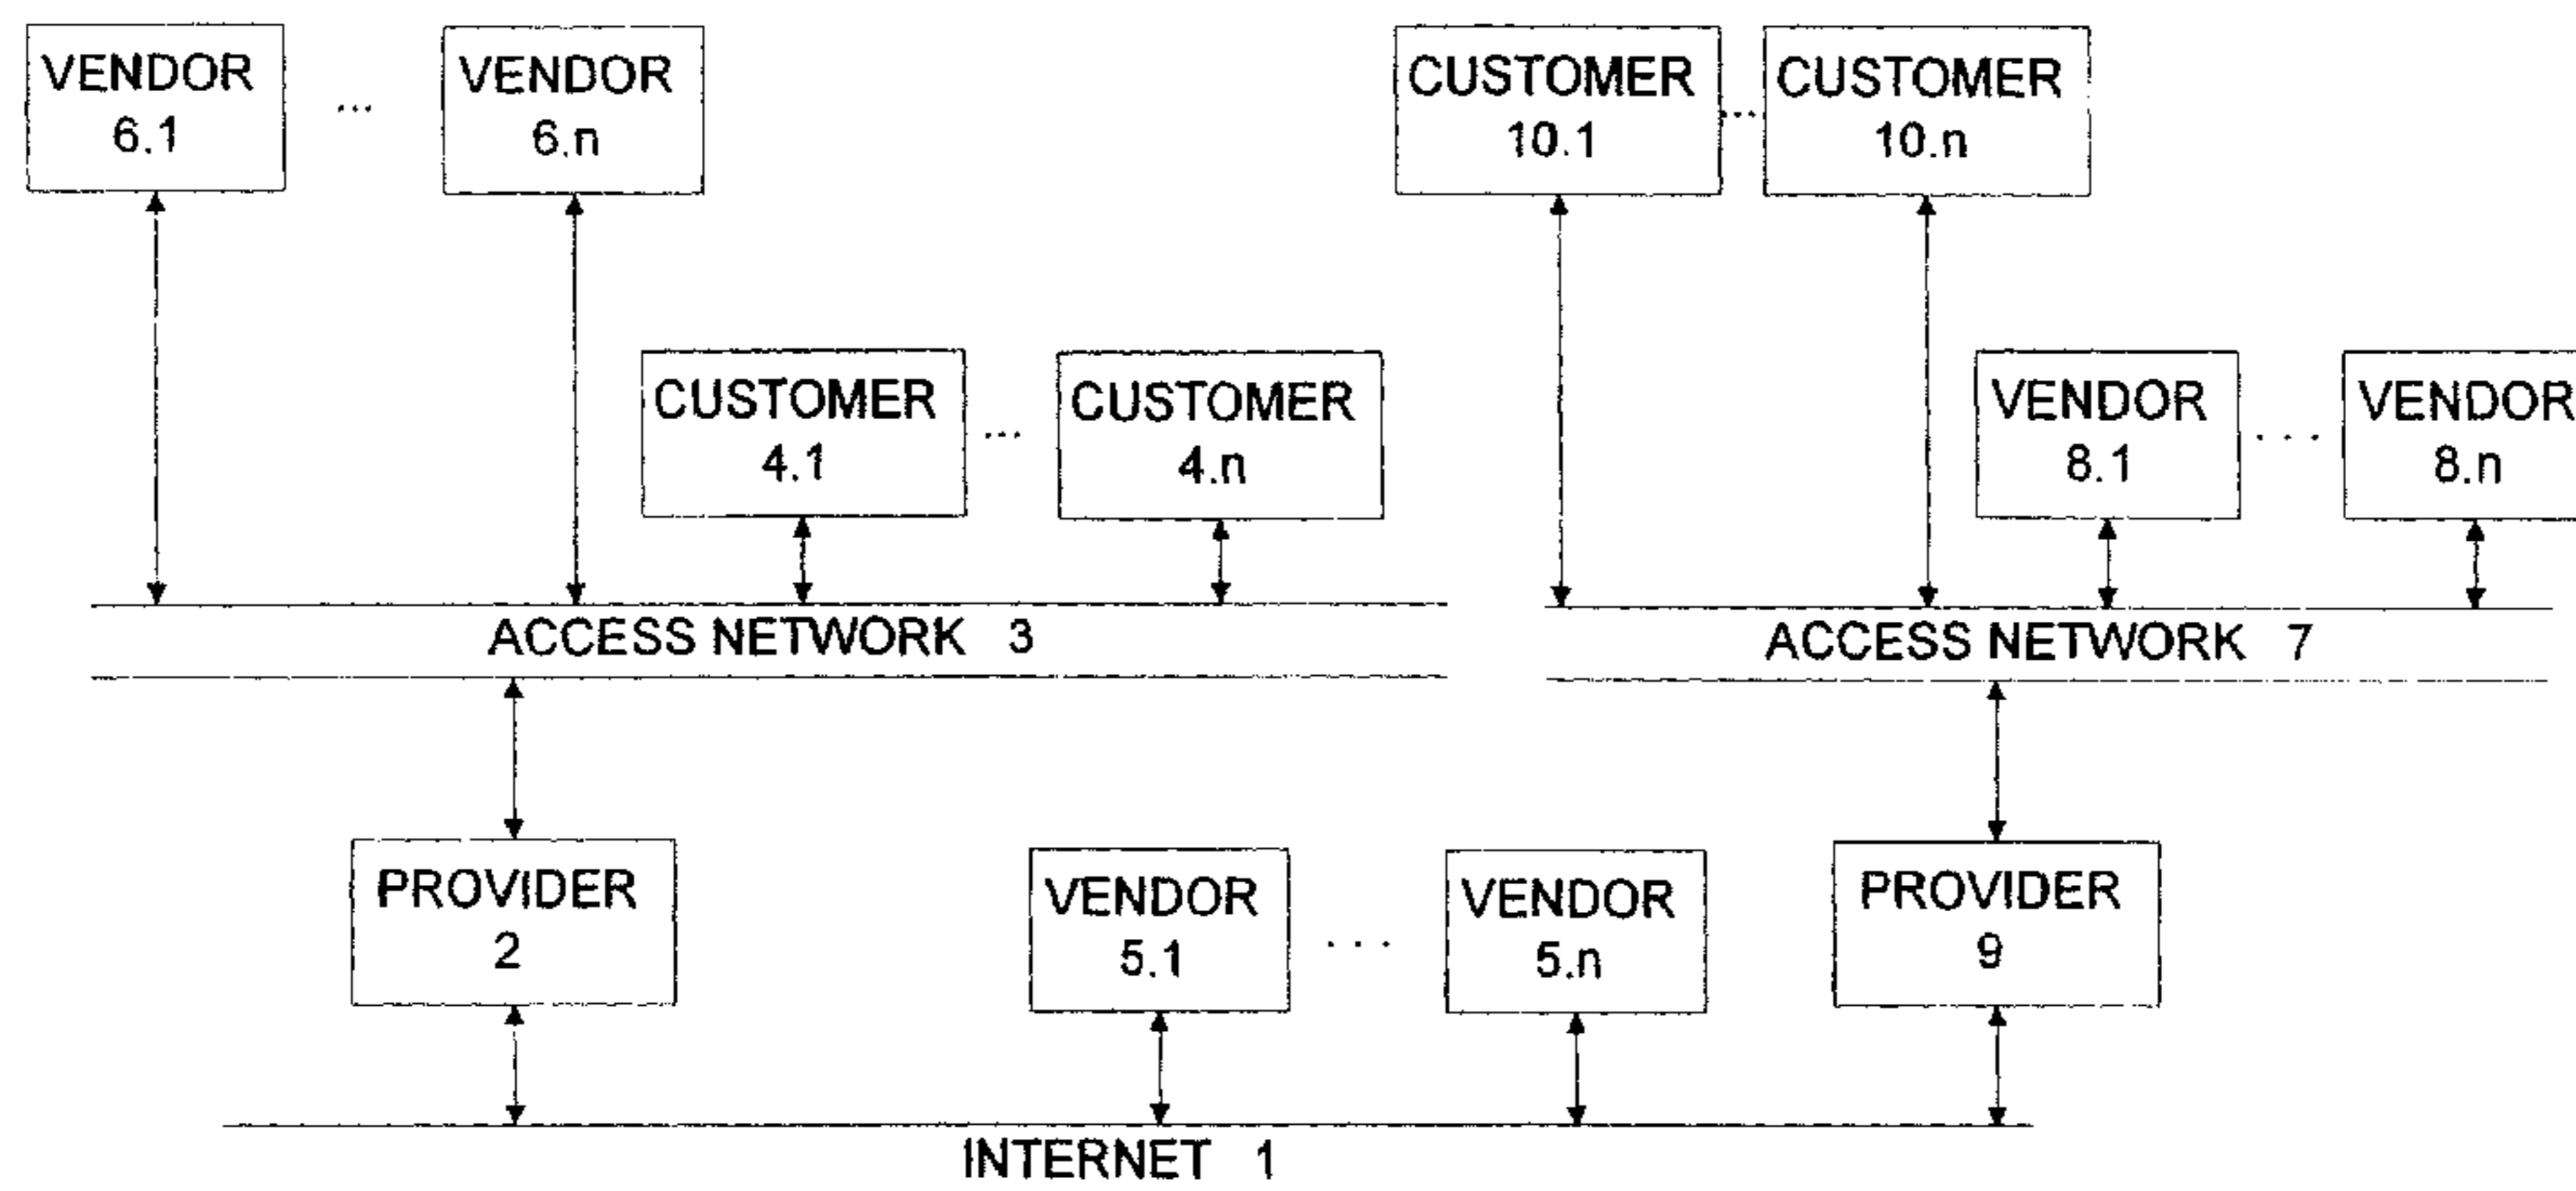 VENDOR
6.1
...
VENDOR
6.n
CUSTOMER
10.1
...
CUSTOMER
10.n
CUSTOMER
4.1
...
CUSTOMER
4.n
VENDOR
8.1
...
VENDOR
8.n
ACCESS NETWORK 3
ACCESS NETWORK 7
PROVIDER
2
VENDOR
5.1
...
VENDOR
5.n
PROVIDER
9
INTERNET 1